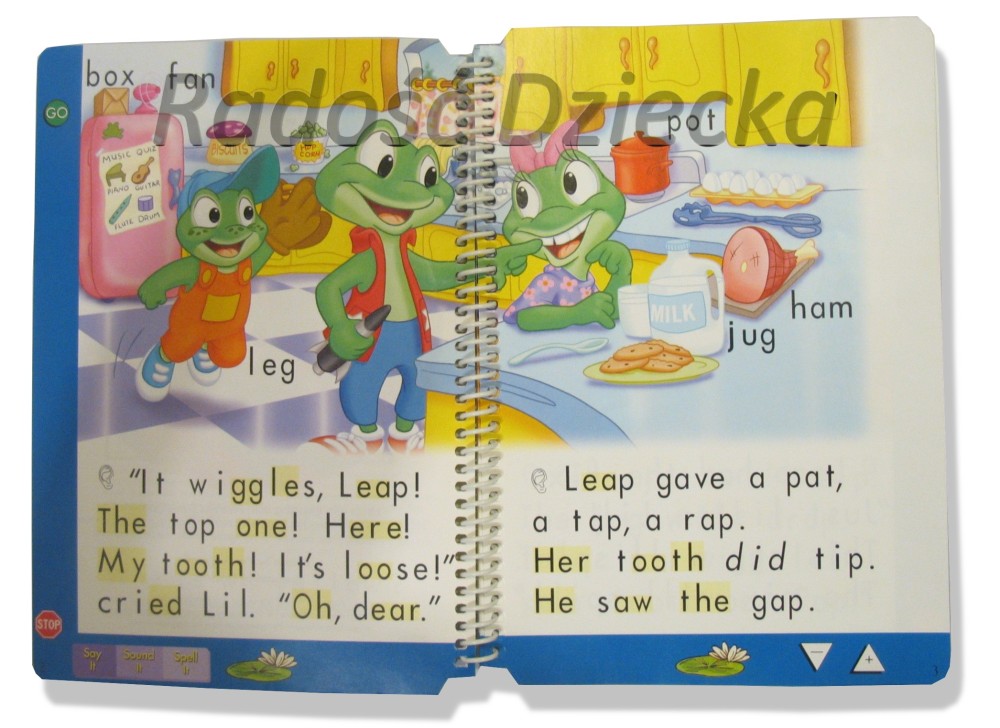 Radość Dziecka
GO
box fan
MUSIC QUIZ
PIANO GUITAR
FLUTE DRUM
BISCUITS
POP CORN
leg
"It wiggles, Leap!
The top one! Here!
My tooth! It's loose!"
cried Lil. "Oh, dear."
STOP
Say It
Sound It
Spell It
pot
MILK
ham
jug
Leap gave a pat,
a tap, a rap.
Her tooth did tip.
He saw the gap.
3